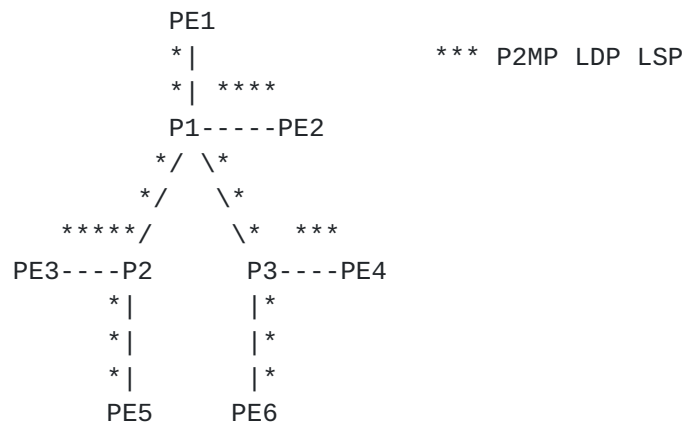 PE1
          *|               *** P2MP LDP LSP
          *| ****
          P1-----PE2
         */ \*
        */   \*
   *****/     \*  ***
PE3----P2      P3----PE4
      *|       |*
      *|       |*
      *|       |*
      PE5     PE6